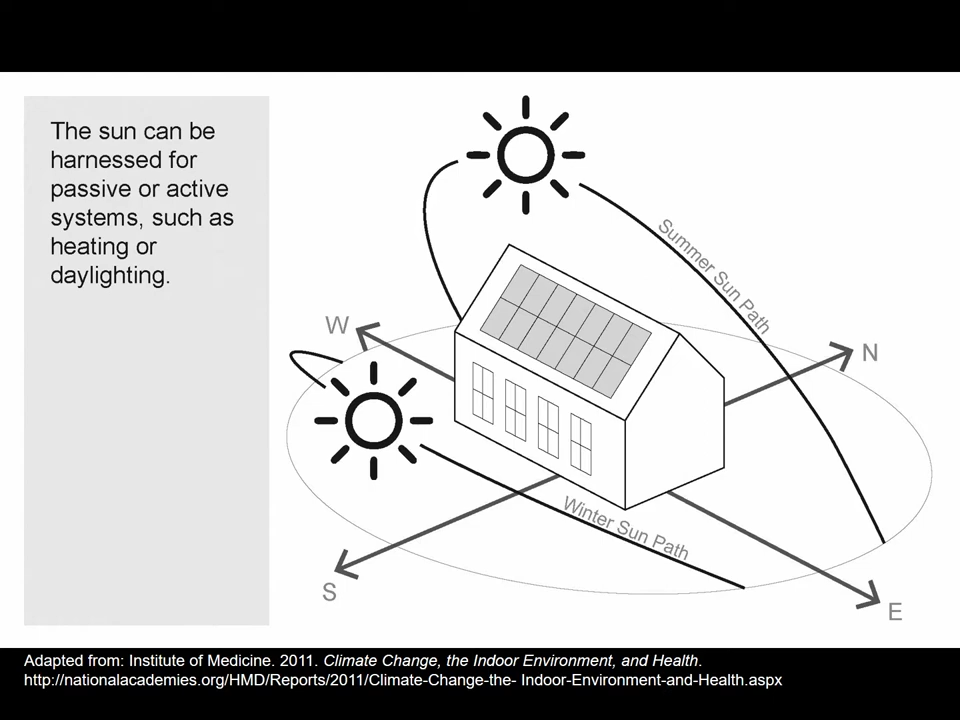 The sun can be
harnessed for
passive or active
systems, such as
heating or
daylighting.
Summer Sun Path
W
N
Winter Sun Path
S
E
Adapted from: Institute of Medicine. 2011. Climate Change, the Indoor Environment, and Health.
http://nationalacademies.org/HMD/Reports/2011/Climate-Change-the- Indoor-Environment-and-Health.aspx